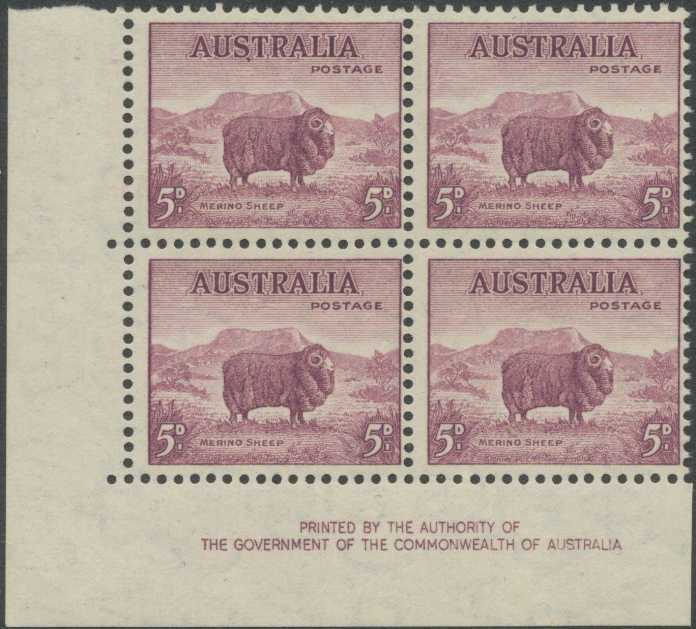 AUSTRALIA
POSTAGE
5D
MERINO SHEEP
5D
AUSTRALIA
POSTAGE
5D
MERINO SHEEP
5D
AUSTRALIA
POSTAGE
5D
MERINO SHEEP
5D
AUSTRALIA
POSTAGE
5D
MERINO SHEEP
5D
PRINTED BY THE AUTHORITY OF
THE GOVERNMENT OF THE COMMONWEALTH OF AUSTRALIA